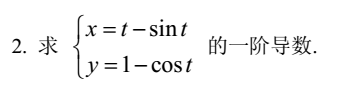 2. 求 { x = t − sin t
y = 1 − cos t 的一阶导数.